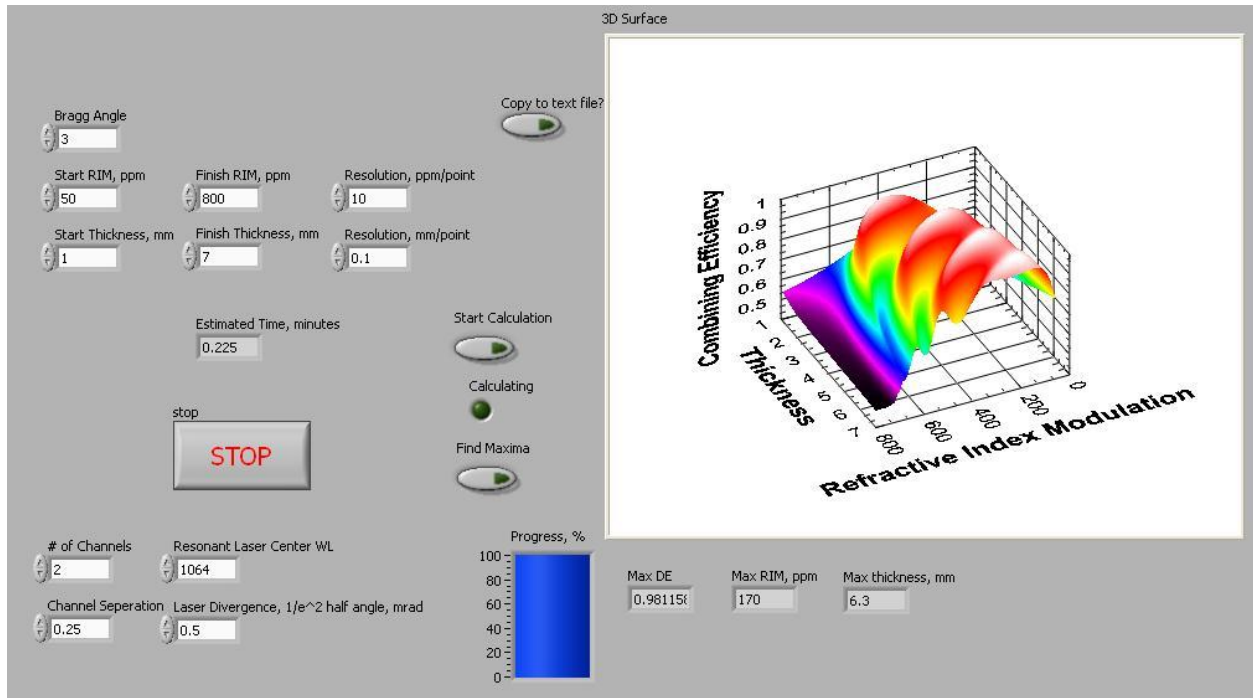 3D Surface
Copy to text file?
Bragg Angle
3
Start RIM, ppm Finish RIM, ppm Resolution, ppm/point
50 800 10
Start Thickness, mm Finish Thickness, mm Resolution, mm/point
1 7 0.1
Estimated Time, minutes
0.225
Start Calculation
Calculating
stop
STOP
Find Maxima
# of Channels Resonant Laser Center WL
2 1064
Channel Seperation Laser Divergence, 1/e^2 half angle, mrad
0.25 0.5
Progress, %
100
80
60
40
20
0
Combining Efficiency
1
0.9
0.8
0.7
0.6
0.5
Thickness
1 2 3 4 5 6 7
Refractive Index Modulation
800 600 400 200 0
Max DE Max RIM, ppm Max thickness, mm
0.981158 170 6.3